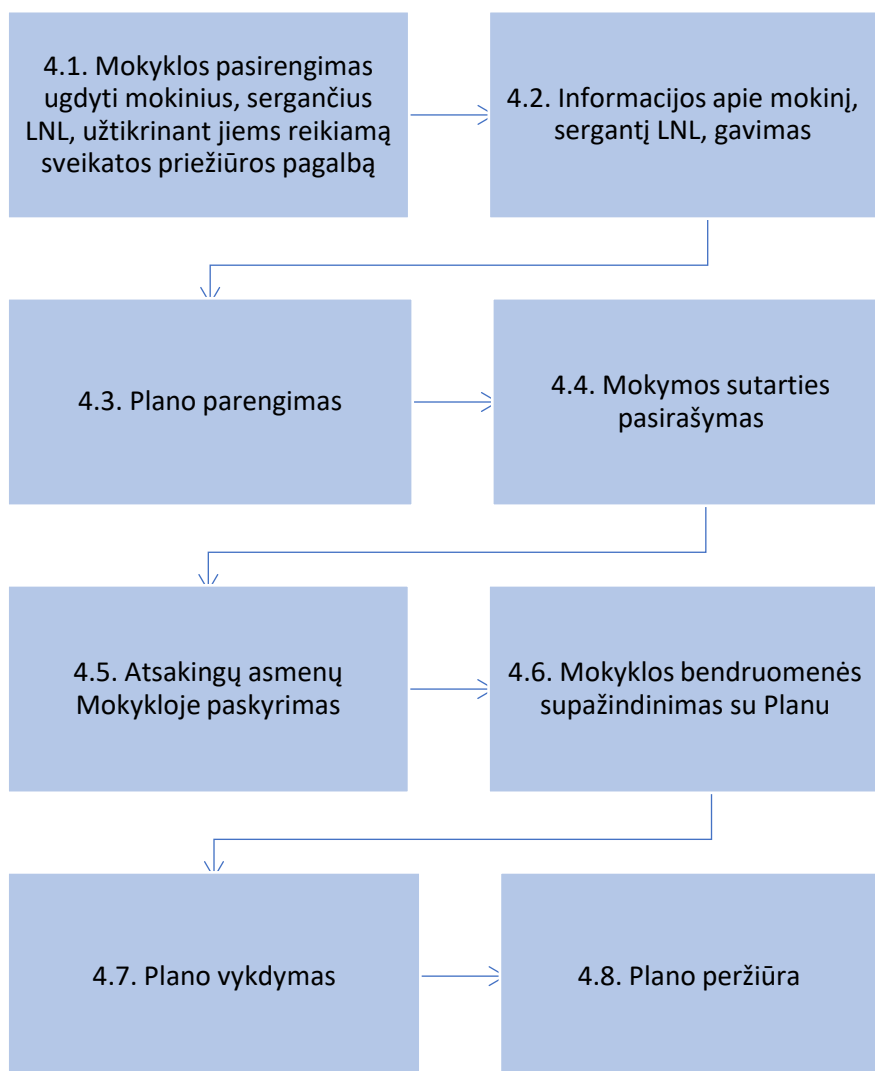 4.1. Mokyklos pasirengimas
ugdyti mokinius, sergančius
LNL, užtikrinant jiems reikiamą
sveikatos priežiūros pagalbą
4.2. Informacijos apie mokinį,
sergantį LNL, gavimas
4.3. Plano parengimas
4.4. Mokymos sutarties
pasirašymas
4.5. Atsakingų asmenų
Mokykloje paskyrimas
4.6. Mokyklos bendruomenės
supažindinimas su Planu
4.7. Plano vykdymas
4.8. Plano peržiūra